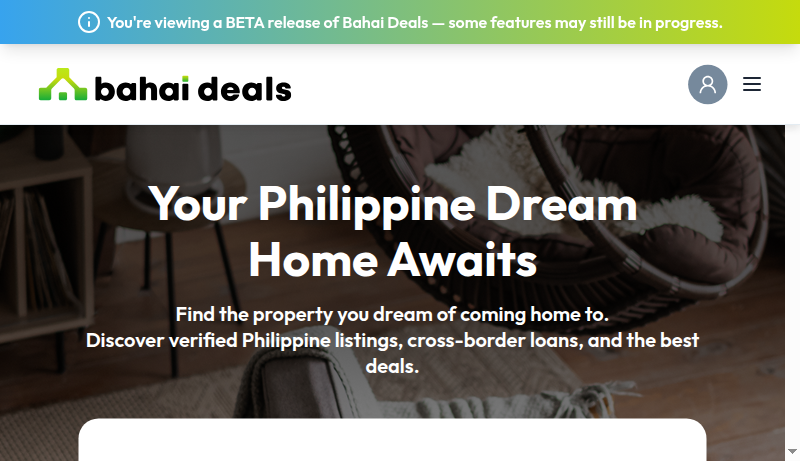 You're viewing a BETA release of Bahai Deals — some features may still be in progress.
bahai deals
Your Philippine Dream
Home Awaits
Find the property you dream of coming home to.
Discover verified Philippine listings, cross-border loans, and the best
deals.